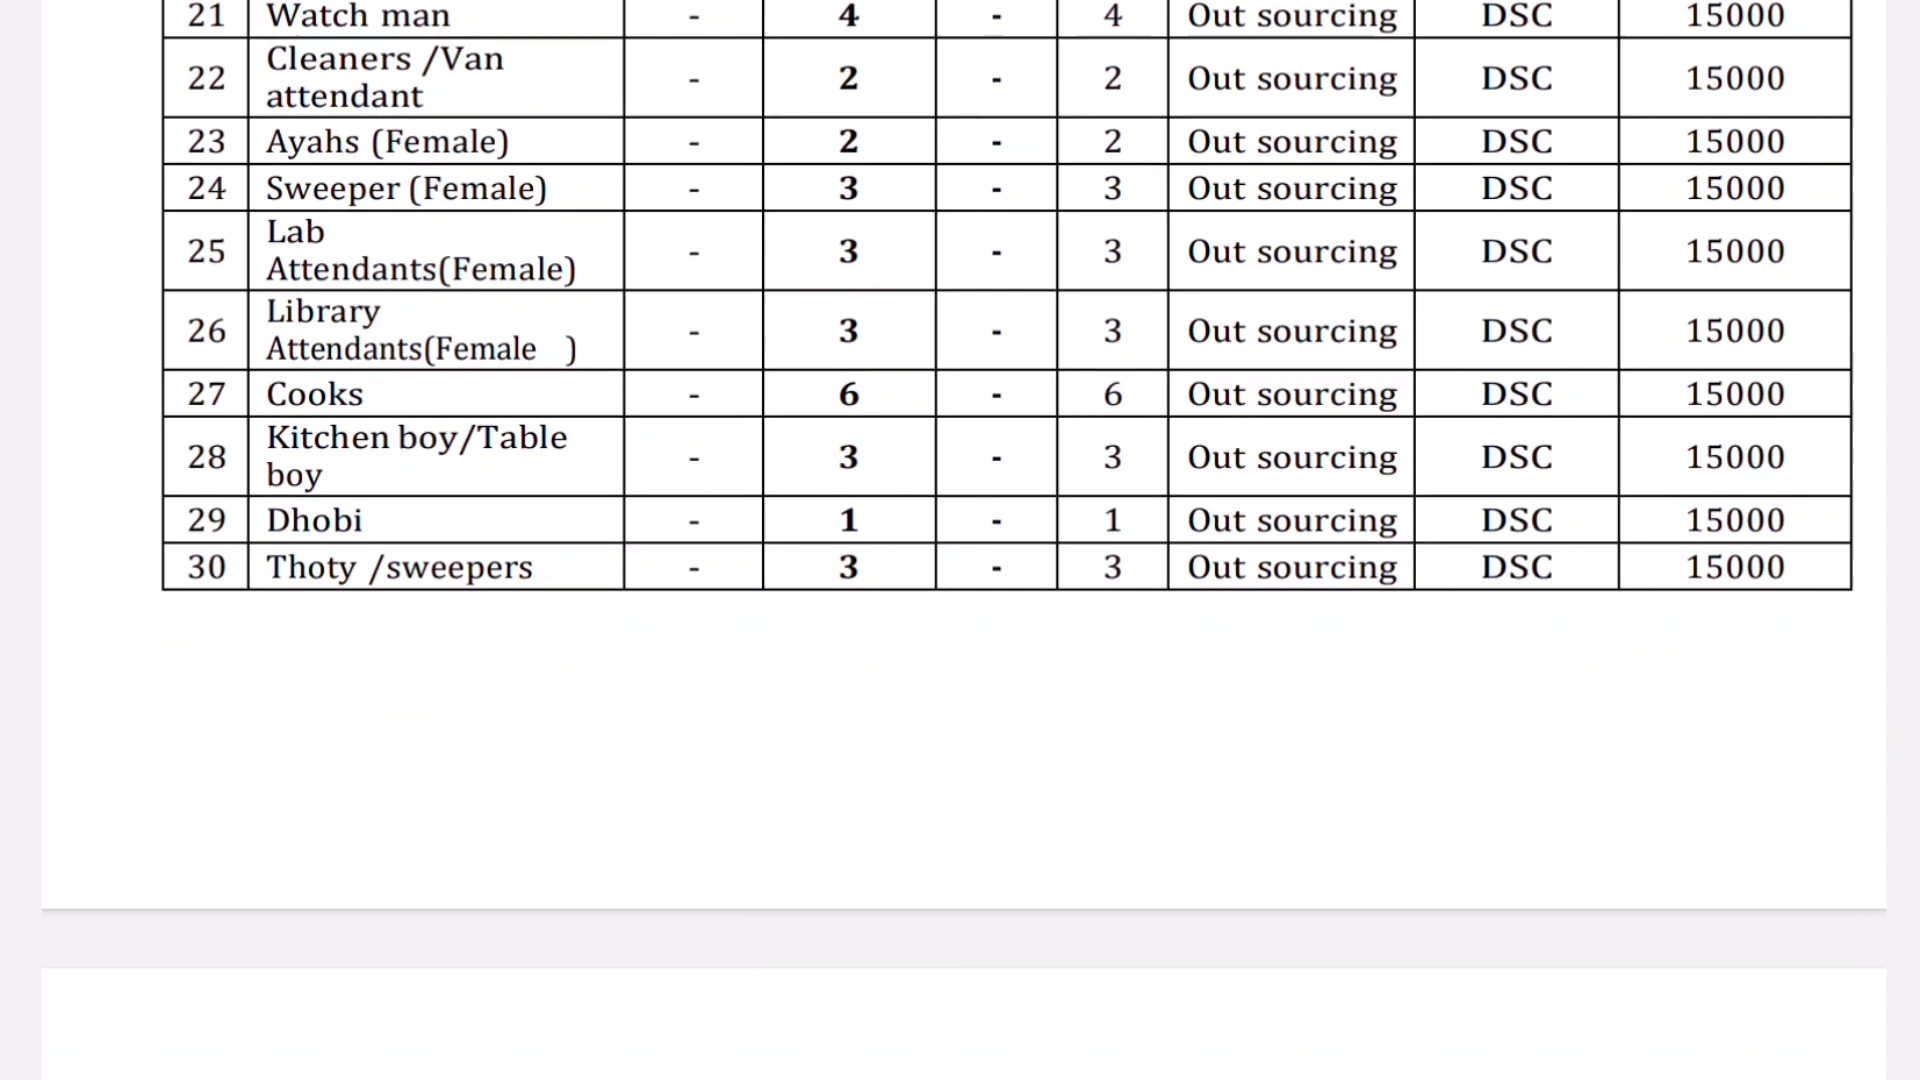 21 Watch man - 4 - 4 Out sourcing DSC 15000
22 Cleaners /Van attendant - 2 - 2 Out sourcing DSC 15000
23 Ayahs (Female) - 2 - 2 Out sourcing DSC 15000
24 Sweeper (Female) - 3 - 3 Out sourcing DSC 15000
25 Lab Attendants(Female) - 3 - 3 Out sourcing DSC 15000
26 Library Attendants(Female ) - 3 - 3 Out sourcing DSC 15000
27 Cooks - 6 - 6 Out sourcing DSC 15000
28 Kitchen boy/Table boy - 3 - 3 Out sourcing DSC 15000
29 Dhobi - 1 - 1 Out sourcing DSC 15000
30 Thoty /sweepers - 3 - 3 Out sourcing DSC 15000